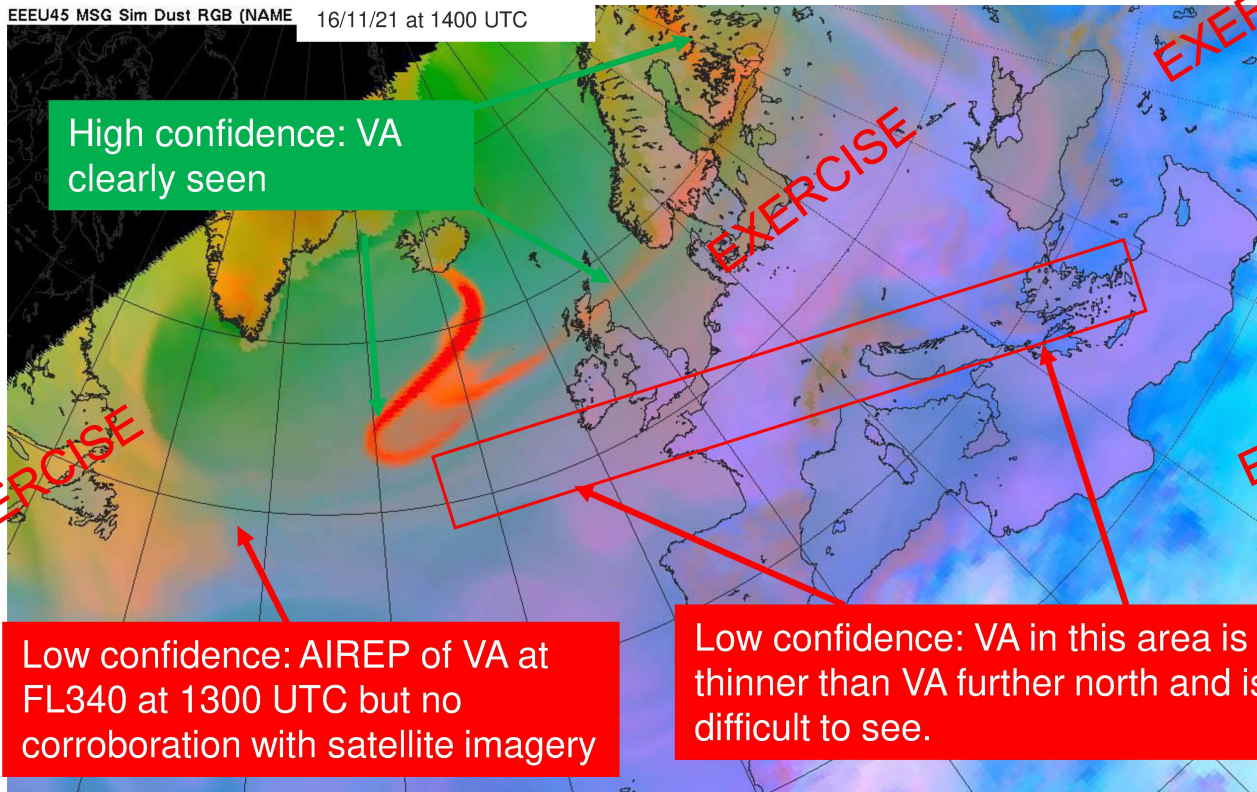 EEEU45 MSG Sim Dust RGB (NAME
16/11/21 at 1400 UTC
High confidence: VA
clearly seen
EXERCISE
Low confidence: AIREP of VA at
FL340 at 1300 UTC but no
corroboration with satellite imagery
Low confidence: VA in this area is
thinner than VA further north and is
difficult to see.